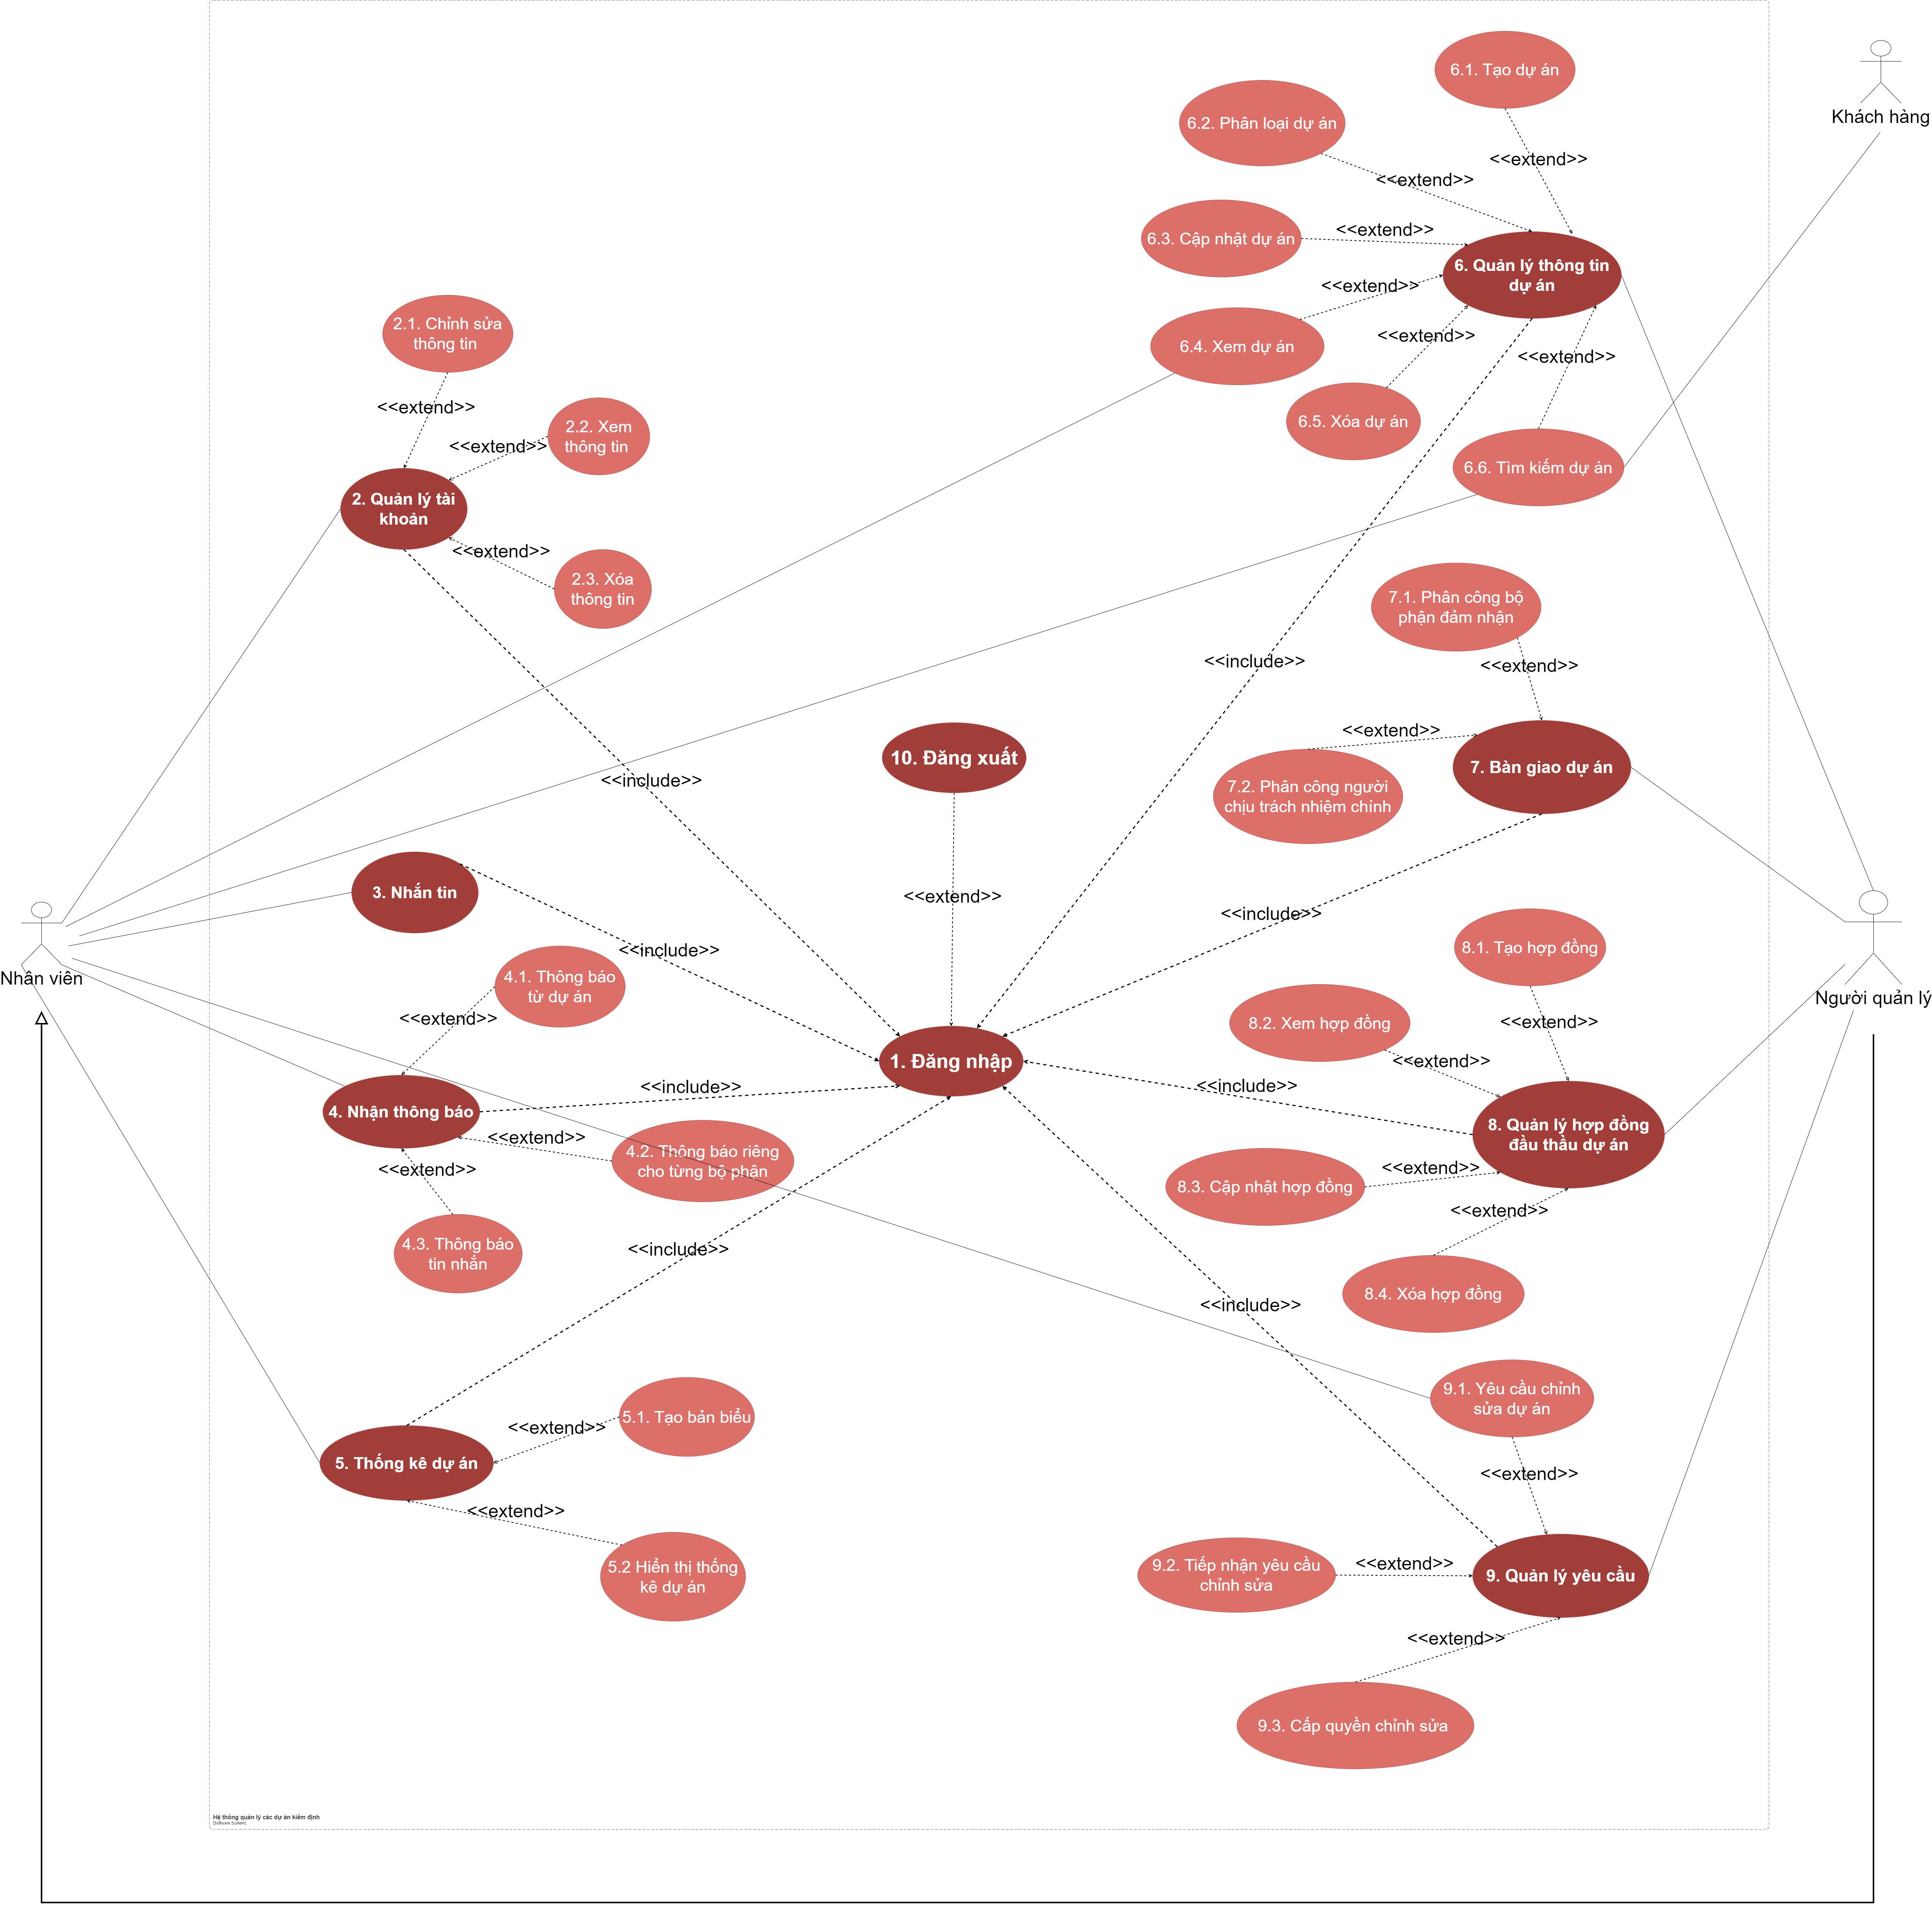 6.1. Tạo dự án
Khách hàng
6.2. Phân loại dự án
<<extend>>
<<extend>>
6.3. Cập nhật dự án
<<extend>>
6. Quản lý thông tin
dự án
<<extend>>
6.4. Xem dự án
<<extend>>
<<extend>>
6.5. Xóa dự án
6.6. Tìm kiếm dự án
2.1. Chỉnh sửa
thông tin
<<extend>>
2.2. Xem
thông tin
<<extend>>
2. Quản lý tài
khoản
<<extend>>
2.3. Xóa
thông tin
7.1. Phân công bộ
phận đảm nhận
<<include>>
<<extend>>
<<extend>>
10. Đăng xuất
7. Bàn giao dự án
<<include>>
7.2. Phân công người
chịu trách nhiệm chính
3. Nhắn tin
<<extend>>
<<include>>
<<include>>
8.1. Tạo hợp đồng
Nhân viên
4.1. Thông báo
từ dự án
Người quản lý
<<extend>>
8.2. Xem hợp đồng
<<extend>>
1. Đăng nhập
<<extend>>
<<include>>
<<include>>
4. Nhận thông báo
8. Quản lý hợp đồng
đầu thầu dự án
<<extend>>
4.2. Thông báo riêng
cho từng bộ phận
<<extend>>
<<extend>>
8.3. Cập nhật hợp đồng
<<extend>>
4.3. Thông báo
tin nhắn
<<include>>
8.4. Xóa hợp đồng
<<include>>
9.1. Yêu cầu chỉnh
sửa dự án
5.1. Tạo bản biểu
<<extend>>
5. Thống kê dự án
<<extend>>
<<extend>>
5.2 Hiển thị thống
kê dự án
9.2. Tiếp nhận yêu cầu
chỉnh sửa
<<extend>>
9. Quản lý yêu cầu
<<extend>>
9.3. Cấp quyền chỉnh sửa
Hệ thống quản lý các dự án kiểm định
[Software System]